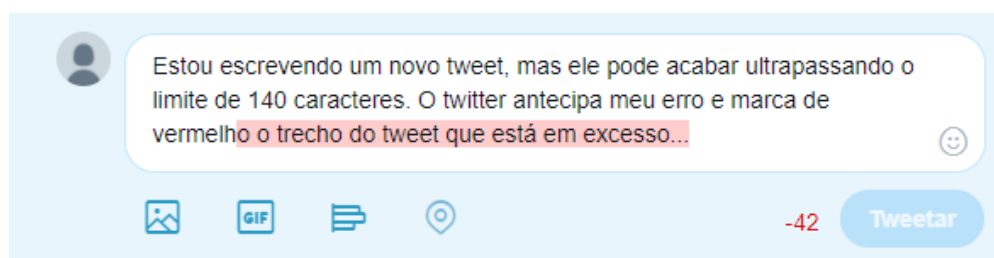 Estou escrevendo um novo tweet, mas ele pode acabar ultrapassando o
limite de 140 caracteres. O twitter antecipa meu erro e marca de
vermelho o trecho do tweet que está em excesso...
GIF
-42
Tweetar